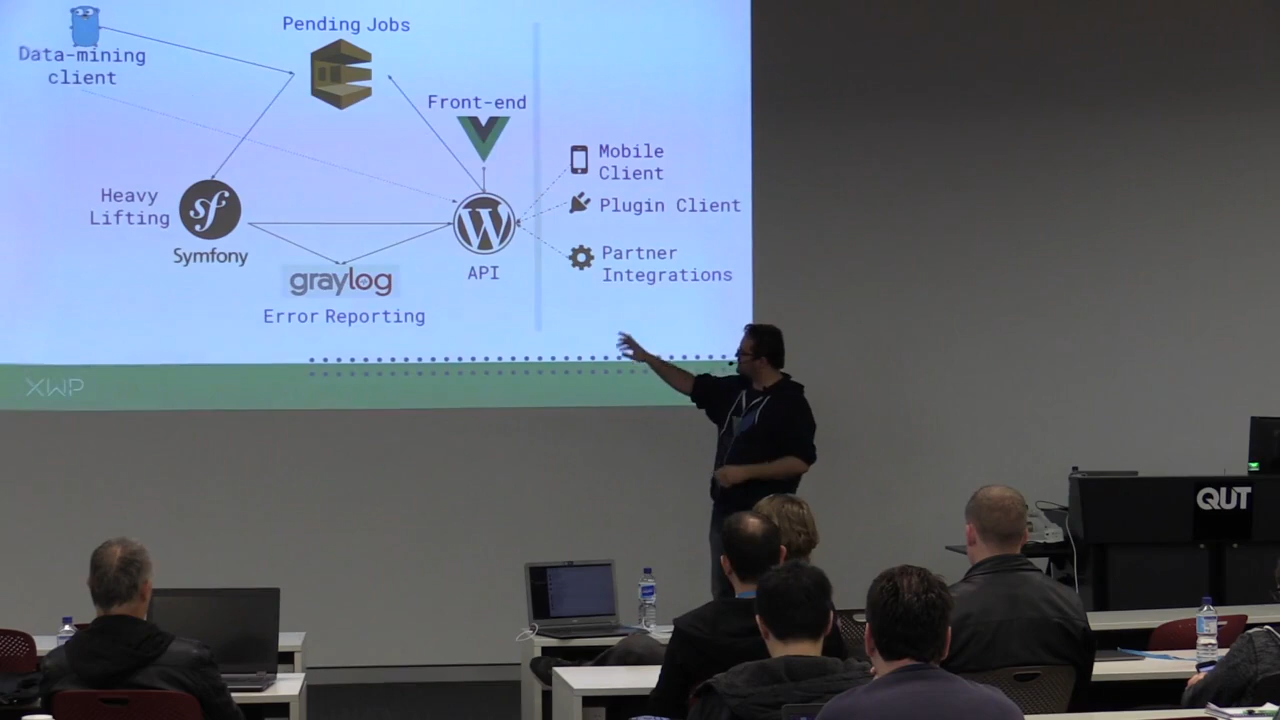 Pending Jobs
Data-mining
client
Front-end
Mobile
Client
Heavy
Lifting
sf
Plugin Client
W
Symfony
Partner
Integrations
API
graylog
Error Reporting
XWP
QUT